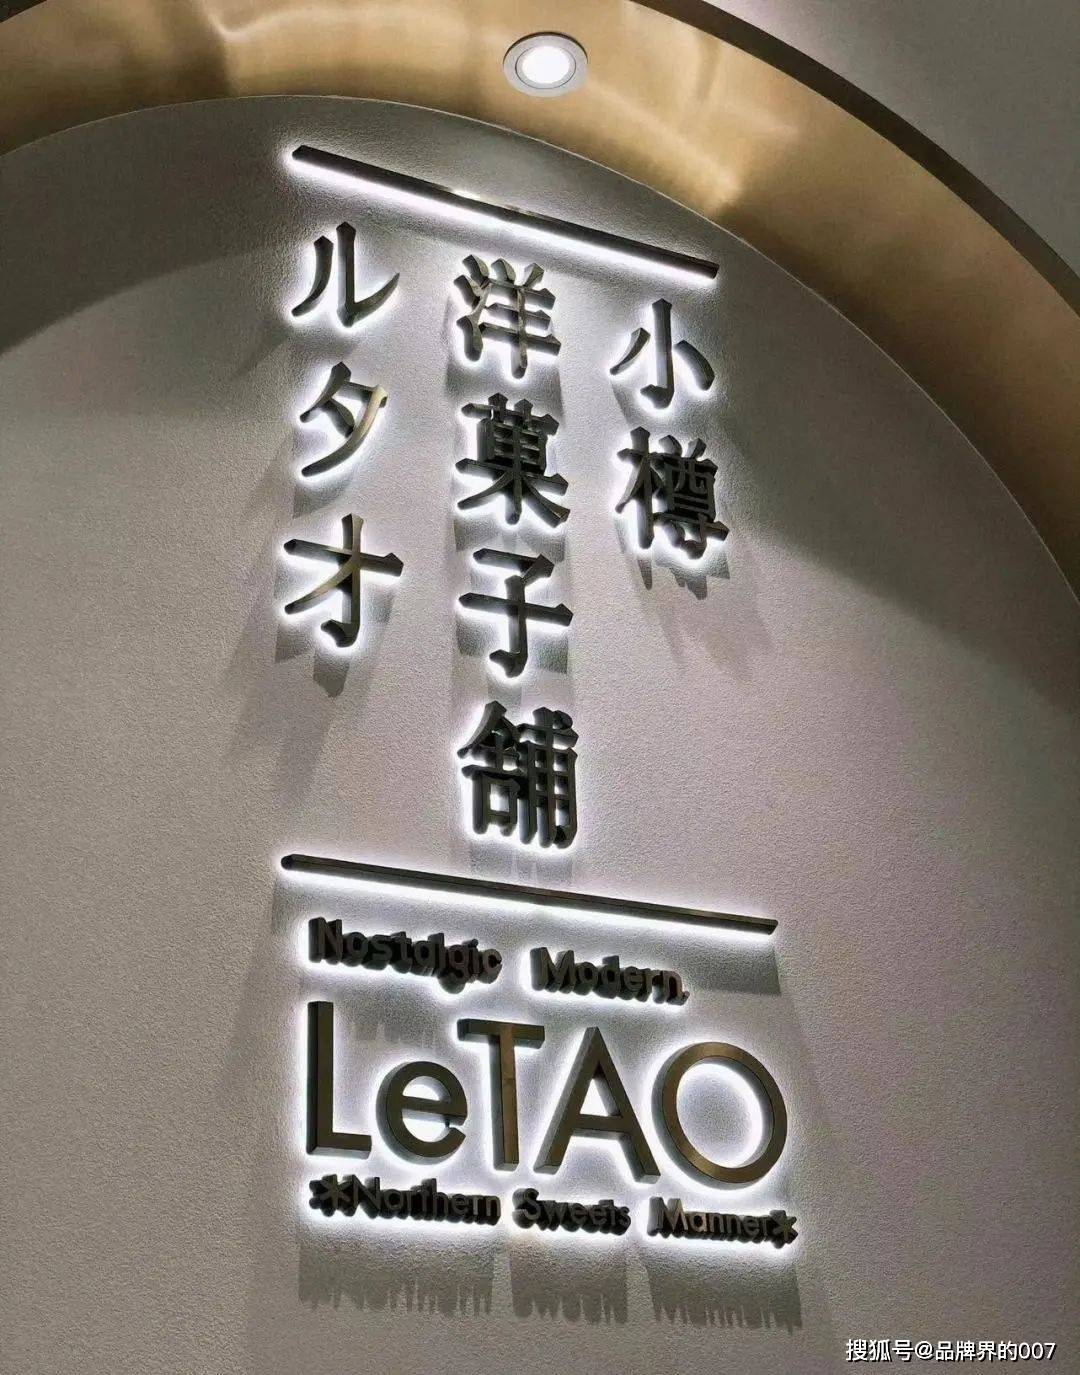 小樽
洋菓子舗
ルタオ
Nostalgic Modern.
LeTAO
*Northern Sweets Manner*
搜狐号@品牌界的007